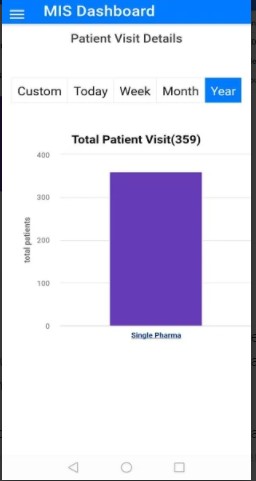 MIS Dashboard
Patient Visit Details
Custom Today Week Month Year
Total Patient Visit(359)
400
300
200
100
0
total patients
Single Pharma